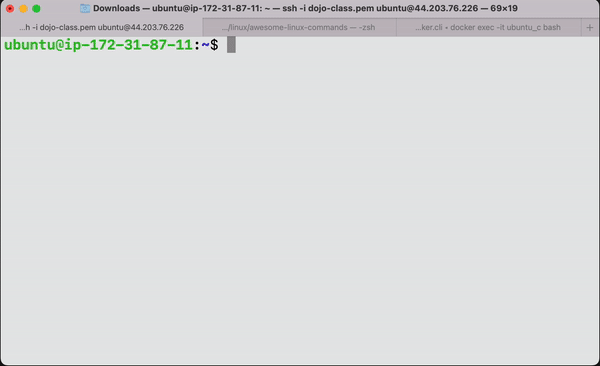 Downloads — ubuntu@ip-172-31-87-11: ~ — ssh -i dojo-class.pem ubuntu@44.203.76.226 — 69×19
...h -i dojo-class.pem ubuntu@44.203.76.226
.../linux/awesome-linux-commands — -zsh
...ker.cli • docker exec -it ubuntu_c bash
+
ubuntu@ip-172-31-87-11:~$